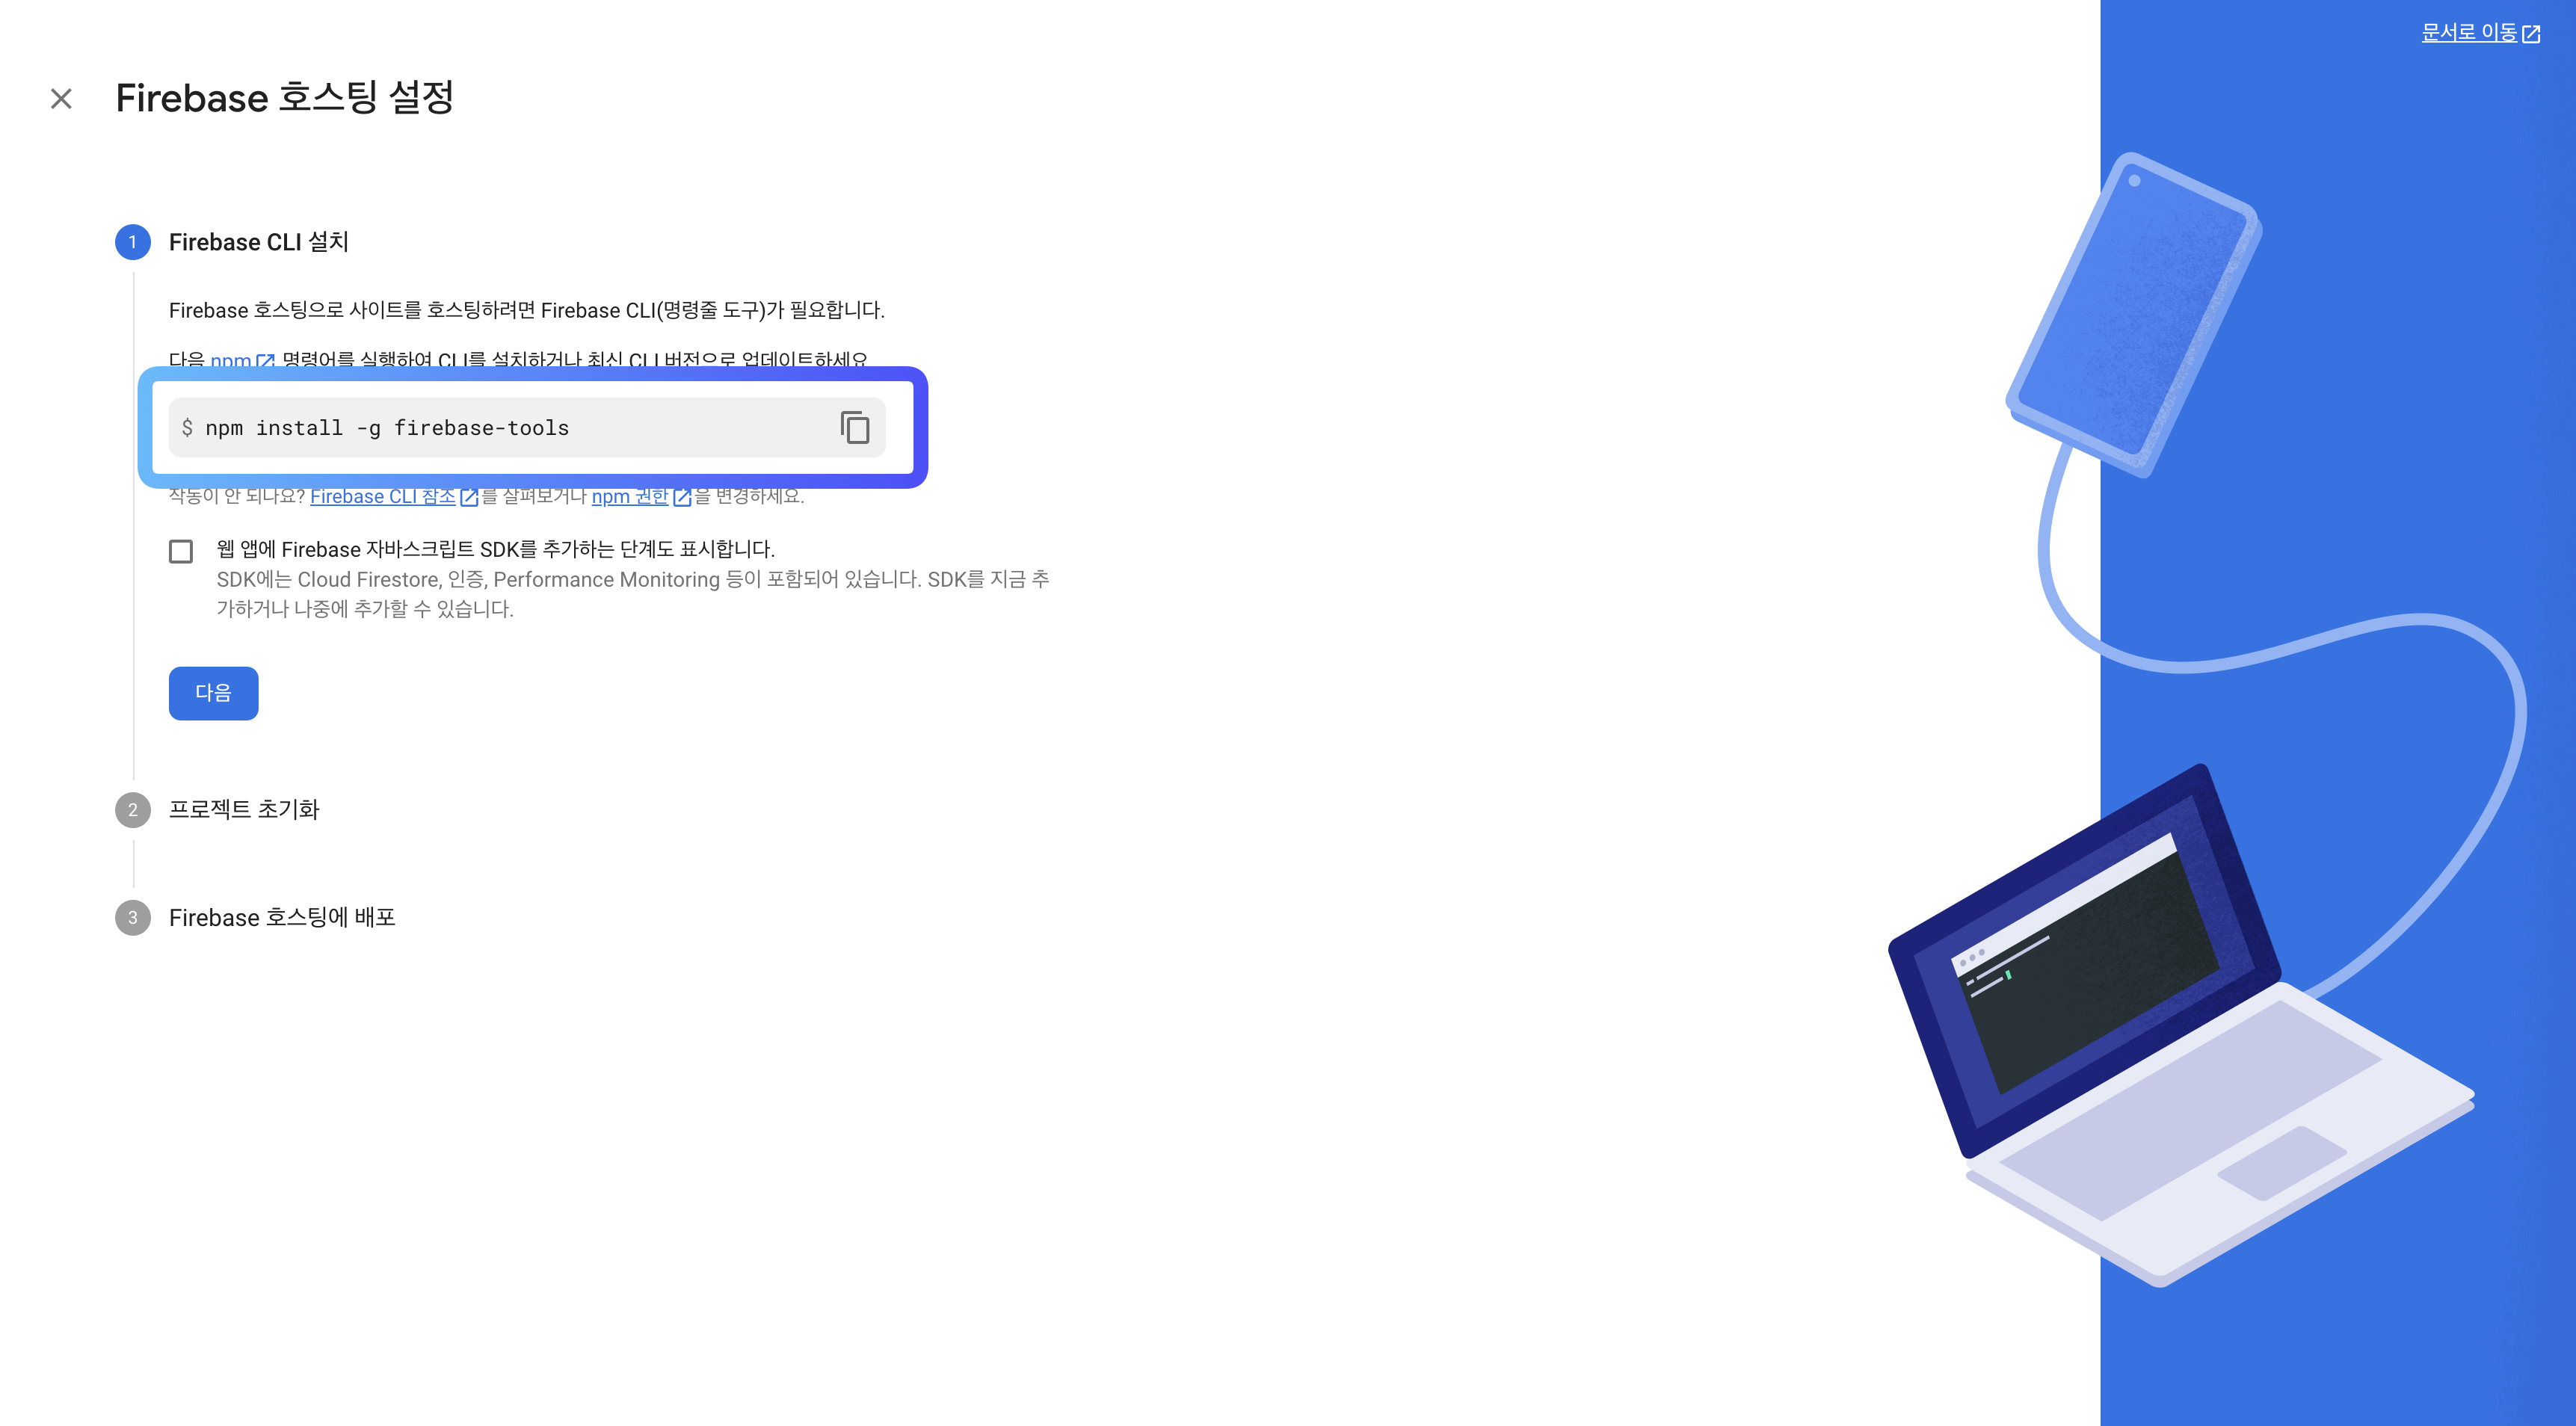 문서로 이동
Firebase 호스팅 설정
1 Firebase CLI 설치
Firebase 호스팅으로 사이트를 호스팅하려면 Firebase CLI(명령줄 도구)가 필요합니다.
다음 npm 명령어를 실행하여 CLI를 설치하거나 최신 CLI 버전으로 업데이트하세요
$ npm install -g firebase-tools
작동이 안 되나요? Firebase CLI 참조를 살펴보거나 npm 권한을 변경하세요.
웹 앱에 Firebase 자바스크립트 SDK를 추가하는 단계도 표시합니다.
SDK에는 Cloud Firestore, 인증, Performance Monitoring 등이 포함되어 있습니다. SDK를 지금 추
가하거나 나중에 추가할 수 있습니다.
다음
2 프로젝트 초기화
3 Firebase 호스팅에 배포